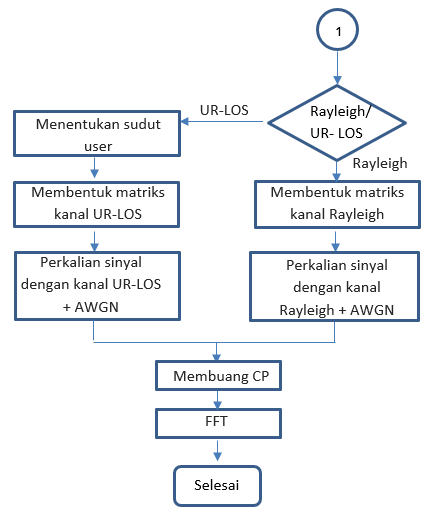 1
Rayleigh/
UR- LOS
UR-LOS
Rayleigh
Menentukan sudut
user
Membentuk matriks
kanal UR-LOS
Perkalian sinyal
dengan kanal UR-LOS
+ AWGN
Membentuk matriks
kanal Rayleigh
Perkalian sinyal
dengan kanal
Rayleigh + AWGN
Membuang CP
FFT
Selesai